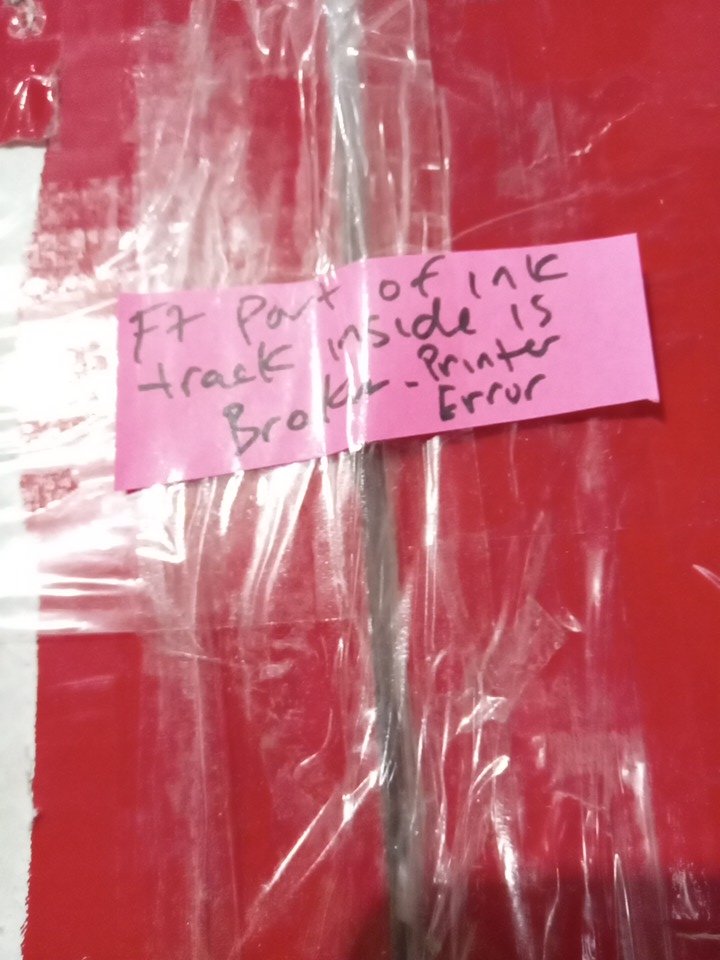 F7 Part of ink
track inside is
Broken - Printer
Error